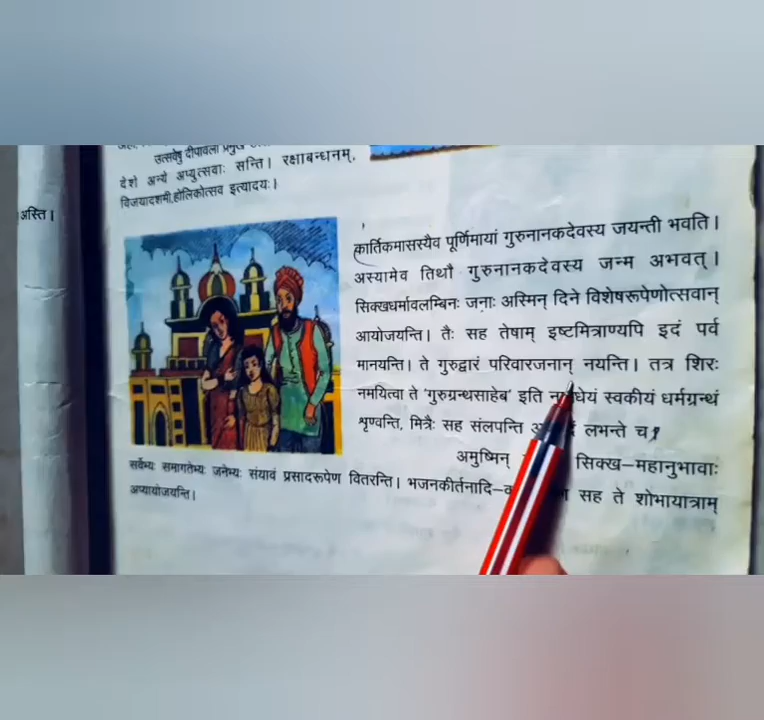 उत्सवेषु दीपावली प्रमुख
देशे अन्ये अप्युत्सवाः सन्ति। रक्षाबन्धनम्,
विजयादशमी,होलिकोत्सव इत्यादयः।
अस्ति।
कार्तिकमासस्यैव पूर्णिमायां गुरुनानकदेवस्य जयन्ती भवति।
अस्यामेव तिथौ गुरुनानकदेवस्य जन्म अभवत्।
सिक्खधर्मावलम्बिनः जनाः अस्मिन् दिने विशेषरूपेणोत्सवान्
आयोजयन्ति। तैः सह तेषाम् इष्टमित्राण्यपि इदं पर्व
मानयन्ति। ते गुरुद्वारं परिवारजनान् नयन्ति। तत्र शिरः
नमयित्वा ते 'गुरुग्रन्थसाहेब' इति स्वकीयं धर्मग्रन्थं
शृण्वन्ति, मित्रैः सह संलपन्ति लभन्ते च,
अमुष्मिन् सिक्ख-महानुभावाः
सर्वेभ्यः समागतेभ्यः जनेभ्यः संयावं प्रसादरूपेण वितरन्ति। भजनकीर्तनादि- सह ते शोभायात्राम्
अप्यायोजयन्ति।